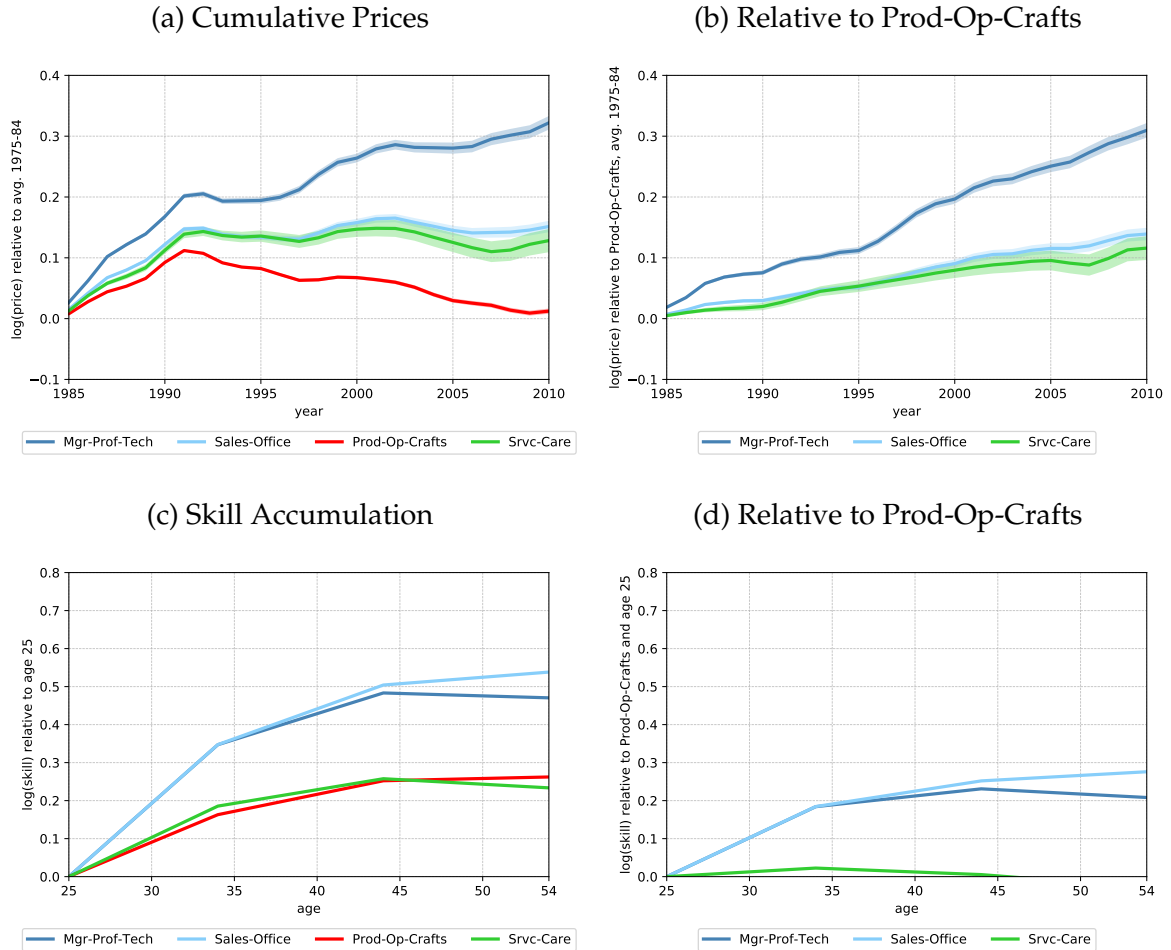 (a) Cumulative Prices
(b) Relative to Prod-Op-Crafts
log(price) relative to avg. 1975-84
0.4
0.3
0.2
0.1
0.0
−0.1
1985
1990
1995
2000
2005
2010
year
Mgr-Prof-Tech
Sales-Office
Prod-Op-Crafts
Srvc-Care
log(price) relative to Prod-Op-Crafts, avg. 1975-84
0.4
0.3
0.2
0.1
0.0
−0.1
1985
1990
1995
2000
2005
2010
year
Mgr-Prof-Tech
Sales-Office
Srvc-Care
(c) Skill Accumulation
(d) Relative to Prod-Op-Crafts
log(skill) relative to age 25
0.8
0.7
0.6
0.5
0.4
0.3
0.2
0.1
0.0
25
30
35
40
45
50
54
age
Mgr-Prof-Tech
Sales-Office
Prod-Op-Crafts
Srvc-Care
log(skill) relative to Prod-Op-Crafts and age 25
0.8
0.7
0.6
0.5
0.4
0.3
0.2
0.1
0.0
25
30
35
40
45
50
54
age
Mgr-Prof-Tech
Sales-Office
Srvc-Care